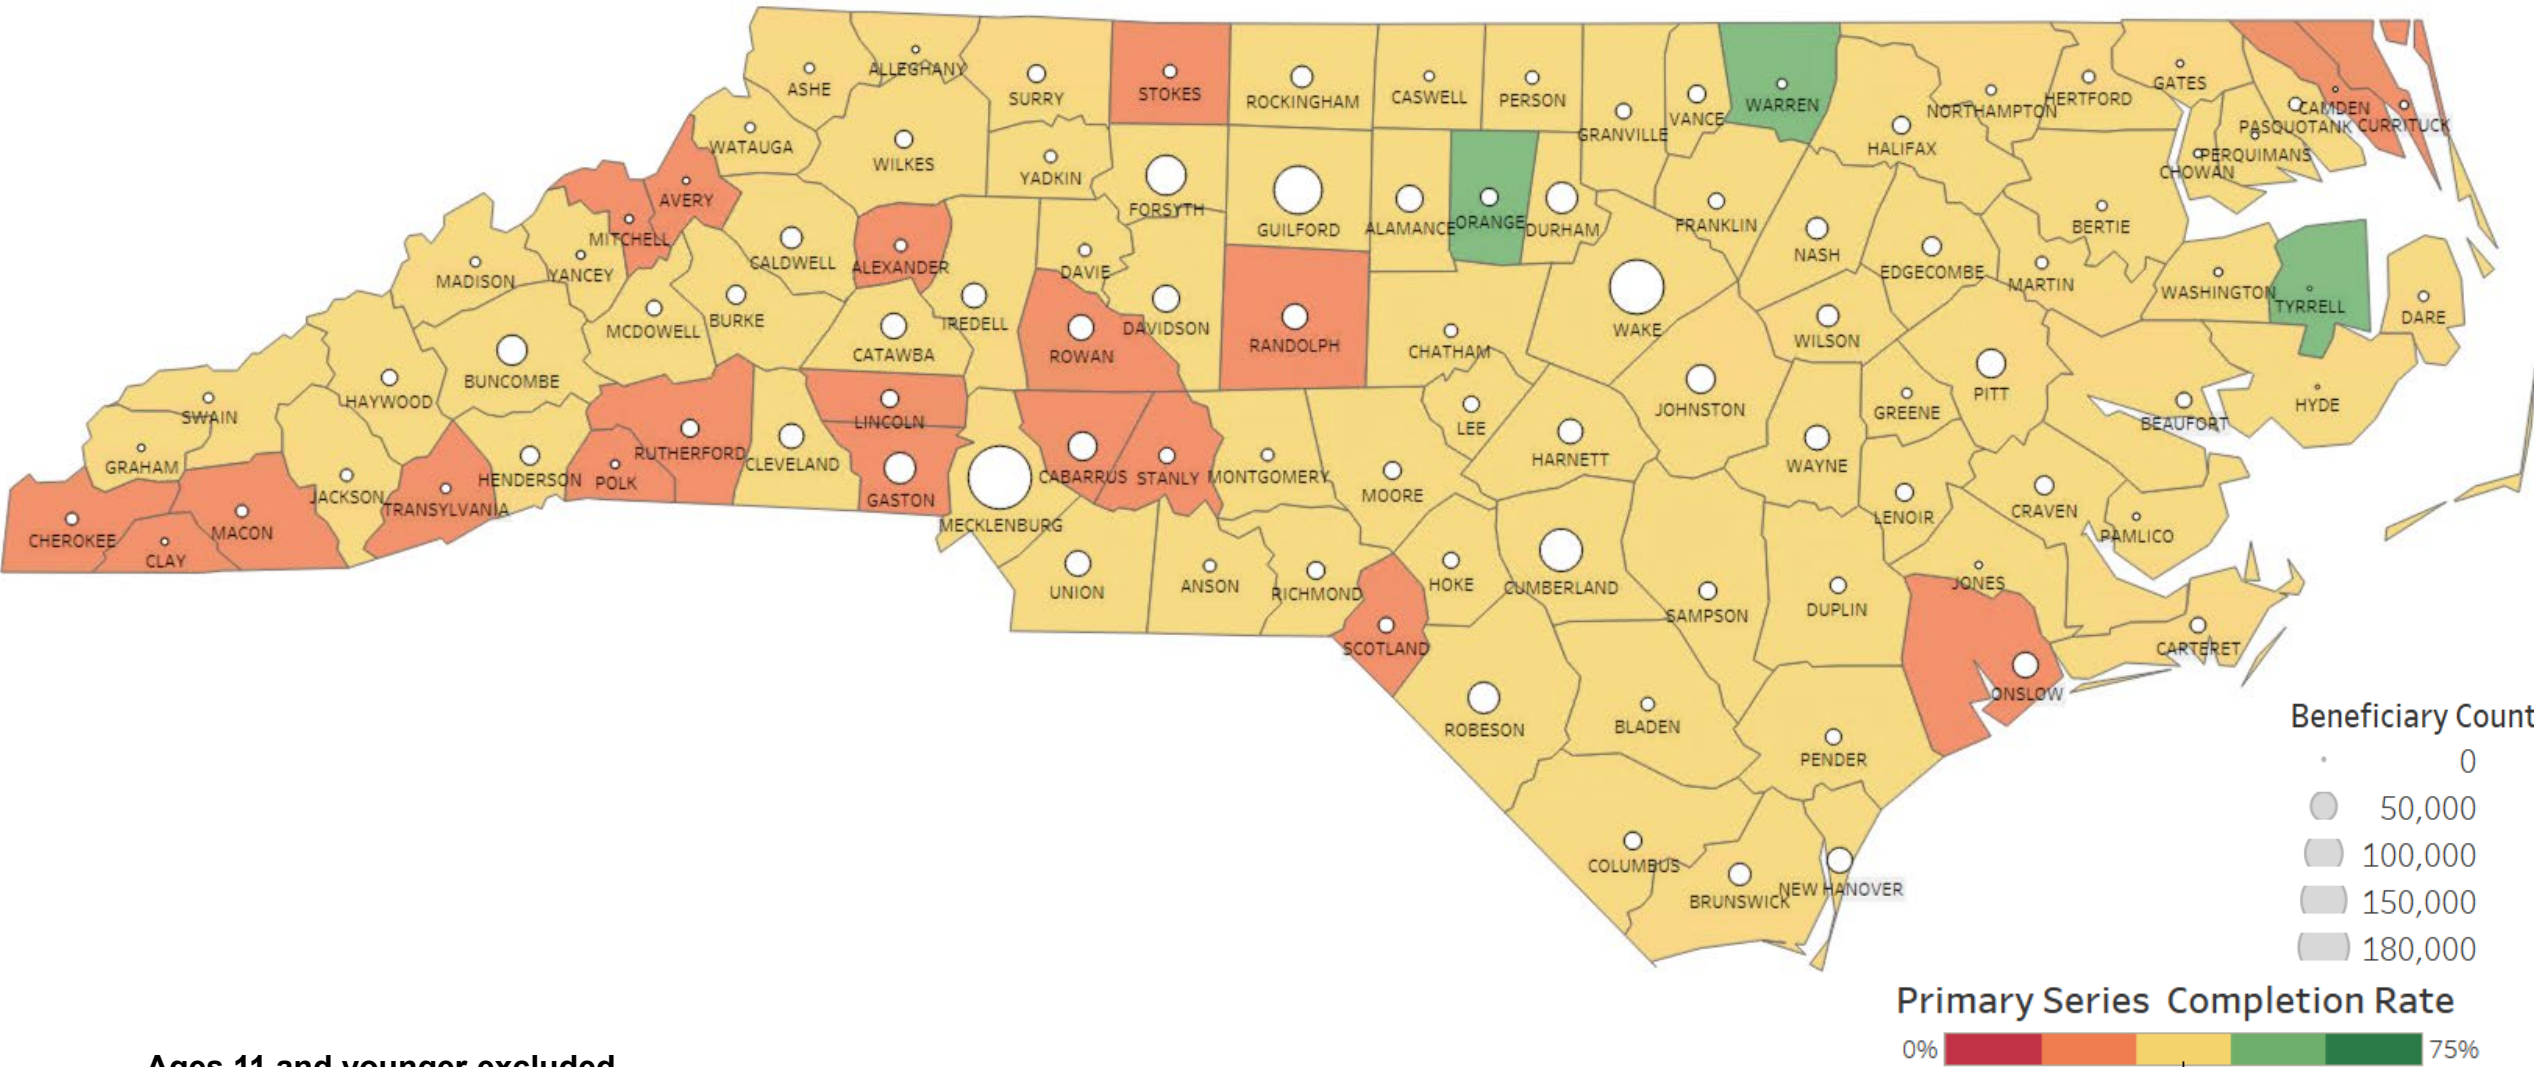 ALLEGHANY
ASHE
SURRY
STOKES
ROCKINGHAM
CASWELL
PERSON
VANCE
WARREN
NORTHAMPTON
HERTFORD
GATES
CAMDEN
PASQUOTANK
CURRITUCK
GRANVILLE
HALIFAX
PERQUIMANS
CHOWAN
WATAUGA
WILKES
YADKIN
FORSYTH
GUILFORD
ALAMANCE
ORANGE
DURHAM
FRANKLIN
NASH
EDGECOMBE
BERTIE
MARTIN
WASHINGTON
TYRRELL
DARE
AVERY
MITCHELL
YANCEY
MADISON
CALDWELL
ALEXANDER
DAVIE
IREDELL
DAVIDSON
RANDOLPH
CHATHAM
WAKE
WILSON
MCDOWELL
BURKE
CATAWBA
ROWAN
BUNCOMBE
HAYWOOD
SWAIN
GRAHAM
JACKSON
TRANSYLVANIA
HENDERSON
POLK
RUTHERFORD
CLEVELAND
LINCOLN
GASTON
MECKLENBURG
CABARRUS
STANLY
MONTGOMERY
MOORE
LEE
HARNETT
JOHNSTON
WAYNE
GREENE
PITT
BEAUFORT
HYDE
CHEROKEE
CLAY
MACON
UNION
ANSON
RICHMOND
SCOTLAND
HOKE
CUMBERLAND
SAMPSON
DUPLIN
LENOIR
CRAVEN
PAMLICO
JONES
CARTERET
ONSLOW
ROBESON
BLADEN
PENDER
COLUMBUS
BRUNSWICK
NEW HANOVER
Beneficiary Count
0
50,000
100,000
150,000
180,000
Primary Series Completion Rate
0% 75%
Ages 11 and younger excluded